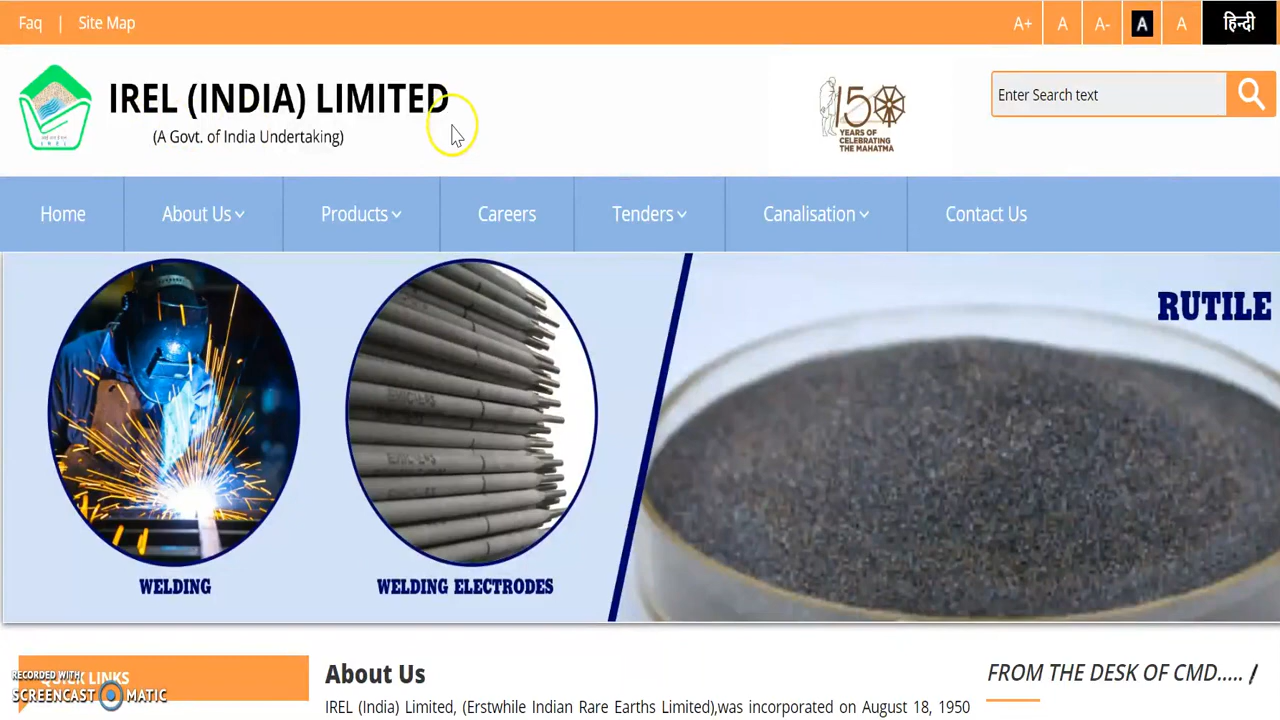 Faq | Site Map
A+ A A- A A हिन्दी
IREL (INDIA) LIMITED
(A Govt. of India Undertaking)
150
YEARS OF
CELEBRATING
THE MAHATMA
Enter Search text
Home About Us Products Careers Tenders Canalisation Contact Us
RUTILE
WELDING
WELDING ELECTRODES
QUICK LINKS
RECORDED WITH
SCREENCAST MATIC
About Us
IREL (India) Limited, (Erstwhile Indian Rare Earths Limited),was incorporated on August 18, 1950
FROM THE DESK OF CMD..... /